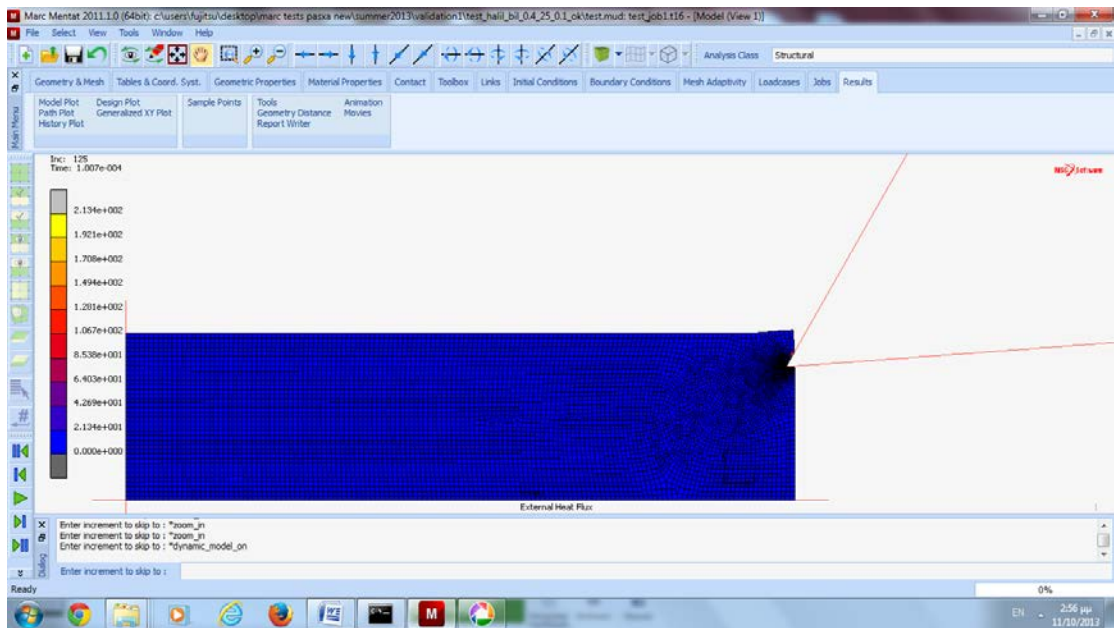 Marc Mentat 2011.1.0 (64bit): c:\users\fujitsu\desktop\marc tests pasxa new\summer2013\validation1\test_halil_bil_0.4_25_0.1_ok\test.mud: test_job1.t16 - [Model (View 1)]
File Select View Tools Window Help
Analysis Class Structural
Geometry & Mesh Tables & Coord. Syst. Geometric Properties Material Properties Contact Toolbox Links Initial Conditions Boundary Conditions Mesh Adaptivity Loadcases Jobs Results
Main Menu
Model Plot Design Plot Sample Points Tools Animation
Path Plot Generalized XY Plot Geometry Distance Movies
History Plot Report Writer
Inc: 125
Time: 1.007e-004
MSC Software
2.134e+002
1.921e+002
1.708e+002
1.494e+002
1.281e+002
1.067e+002
8.538e+001
6.403e+001
4.269e+001
2.134e+001
0.000e+000
External Heat Flux
1
Dialog
Enter increment to skip to : *zoom_in
Enter increment to skip to : *zoom_in
Enter increment to skip to : *dynamic_model_on
Enter increment to skip to :
Ready
0%
EN
2:56 μμ
11/10/2013